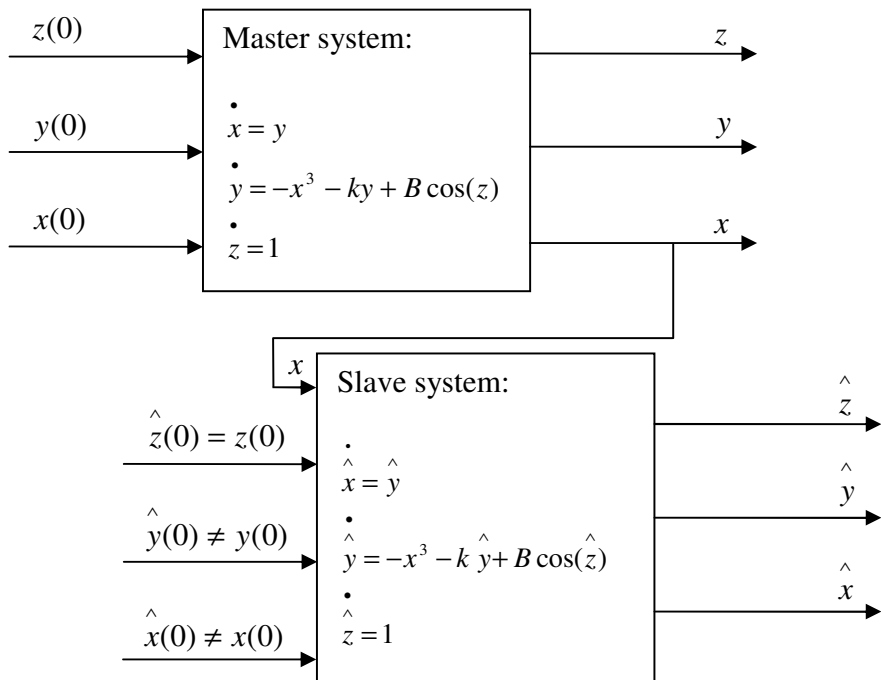 z(0)
y(0)
x(0)
Master system:
ẋ = y
ẏ = −x³ − ky + B cos(z)
ż = 1
z
y
x
x
ẑ(0) = z(0)
ŷ(0) ≠ y(0)
x̂(0) ≠ x(0)
Slave system:
x̂̇ = ŷ
ŷ̇ = −x³ − k ŷ + B cos(ẑ)
ẑ̇ = 1
ẑ
ŷ
x̂